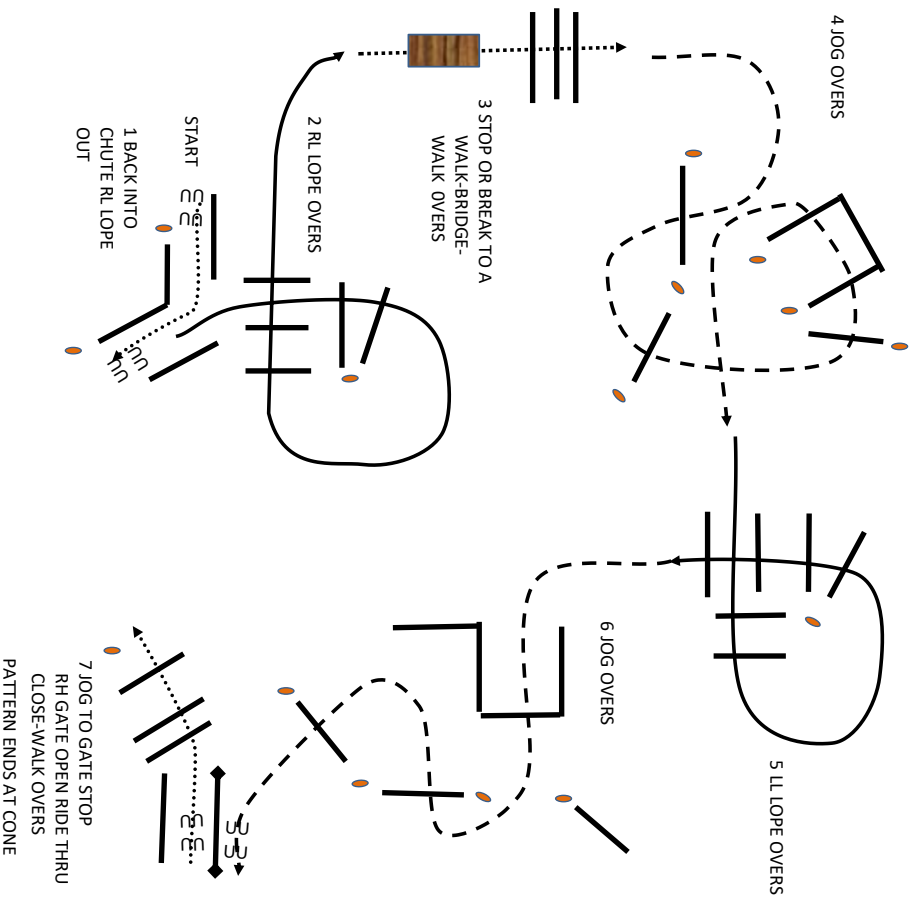 START
1 BACK INTO
CHUTE RL LOPE
OUT
2 RL LOPE OVERS
3 STOP OR BREAK TO A
WALK-BRIDGE-
WALK 0VERS
4 JOG OVERS
5 LL LOPE OVERS
6 JOG OVERS
7 JOG TO GATE STOP
RH GATE OPEN RIDE THRU
CLOSE-WALK OVERS
PATTERN ENDS AT CONE